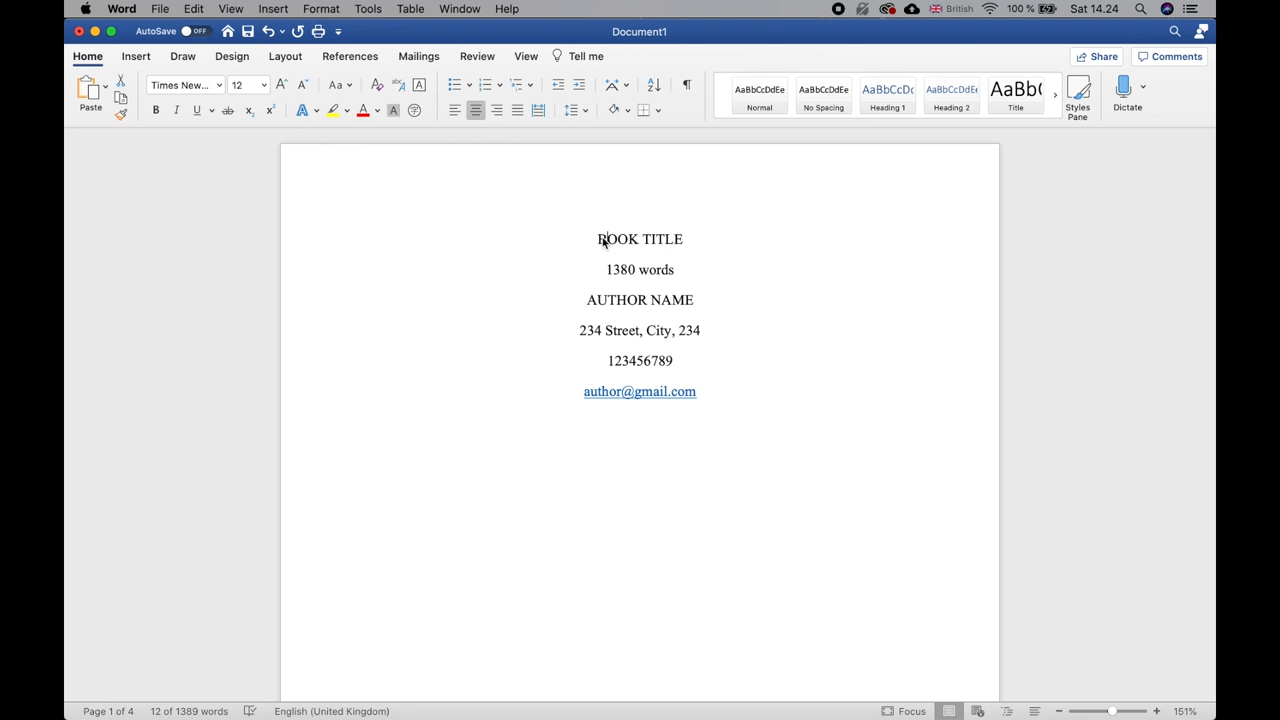 Word File Edit View Insert Format Tools Table Window Help British 100 % Sat 14.24
AutoSave OFF Document1
Home Insert Draw Design Layout References Mailings Review View Tell me Share Comments
Paste Times New... 12 Aa A AaBbCcDdEe AaBbCcDdEe AaBbCcDc AaBbCcDdEe AaBb( Styles Pane Dictate
B I U ab x₂ x² A A A Normal No Spacing Heading 1 Heading 2 Title
BOOK TITLE
1380 words
AUTHOR NAME
234 Street, City, 234
123456789
author@gmail.com
Page 1 of 4 12 of 1389 words English (United Kingdom) Focus 151%